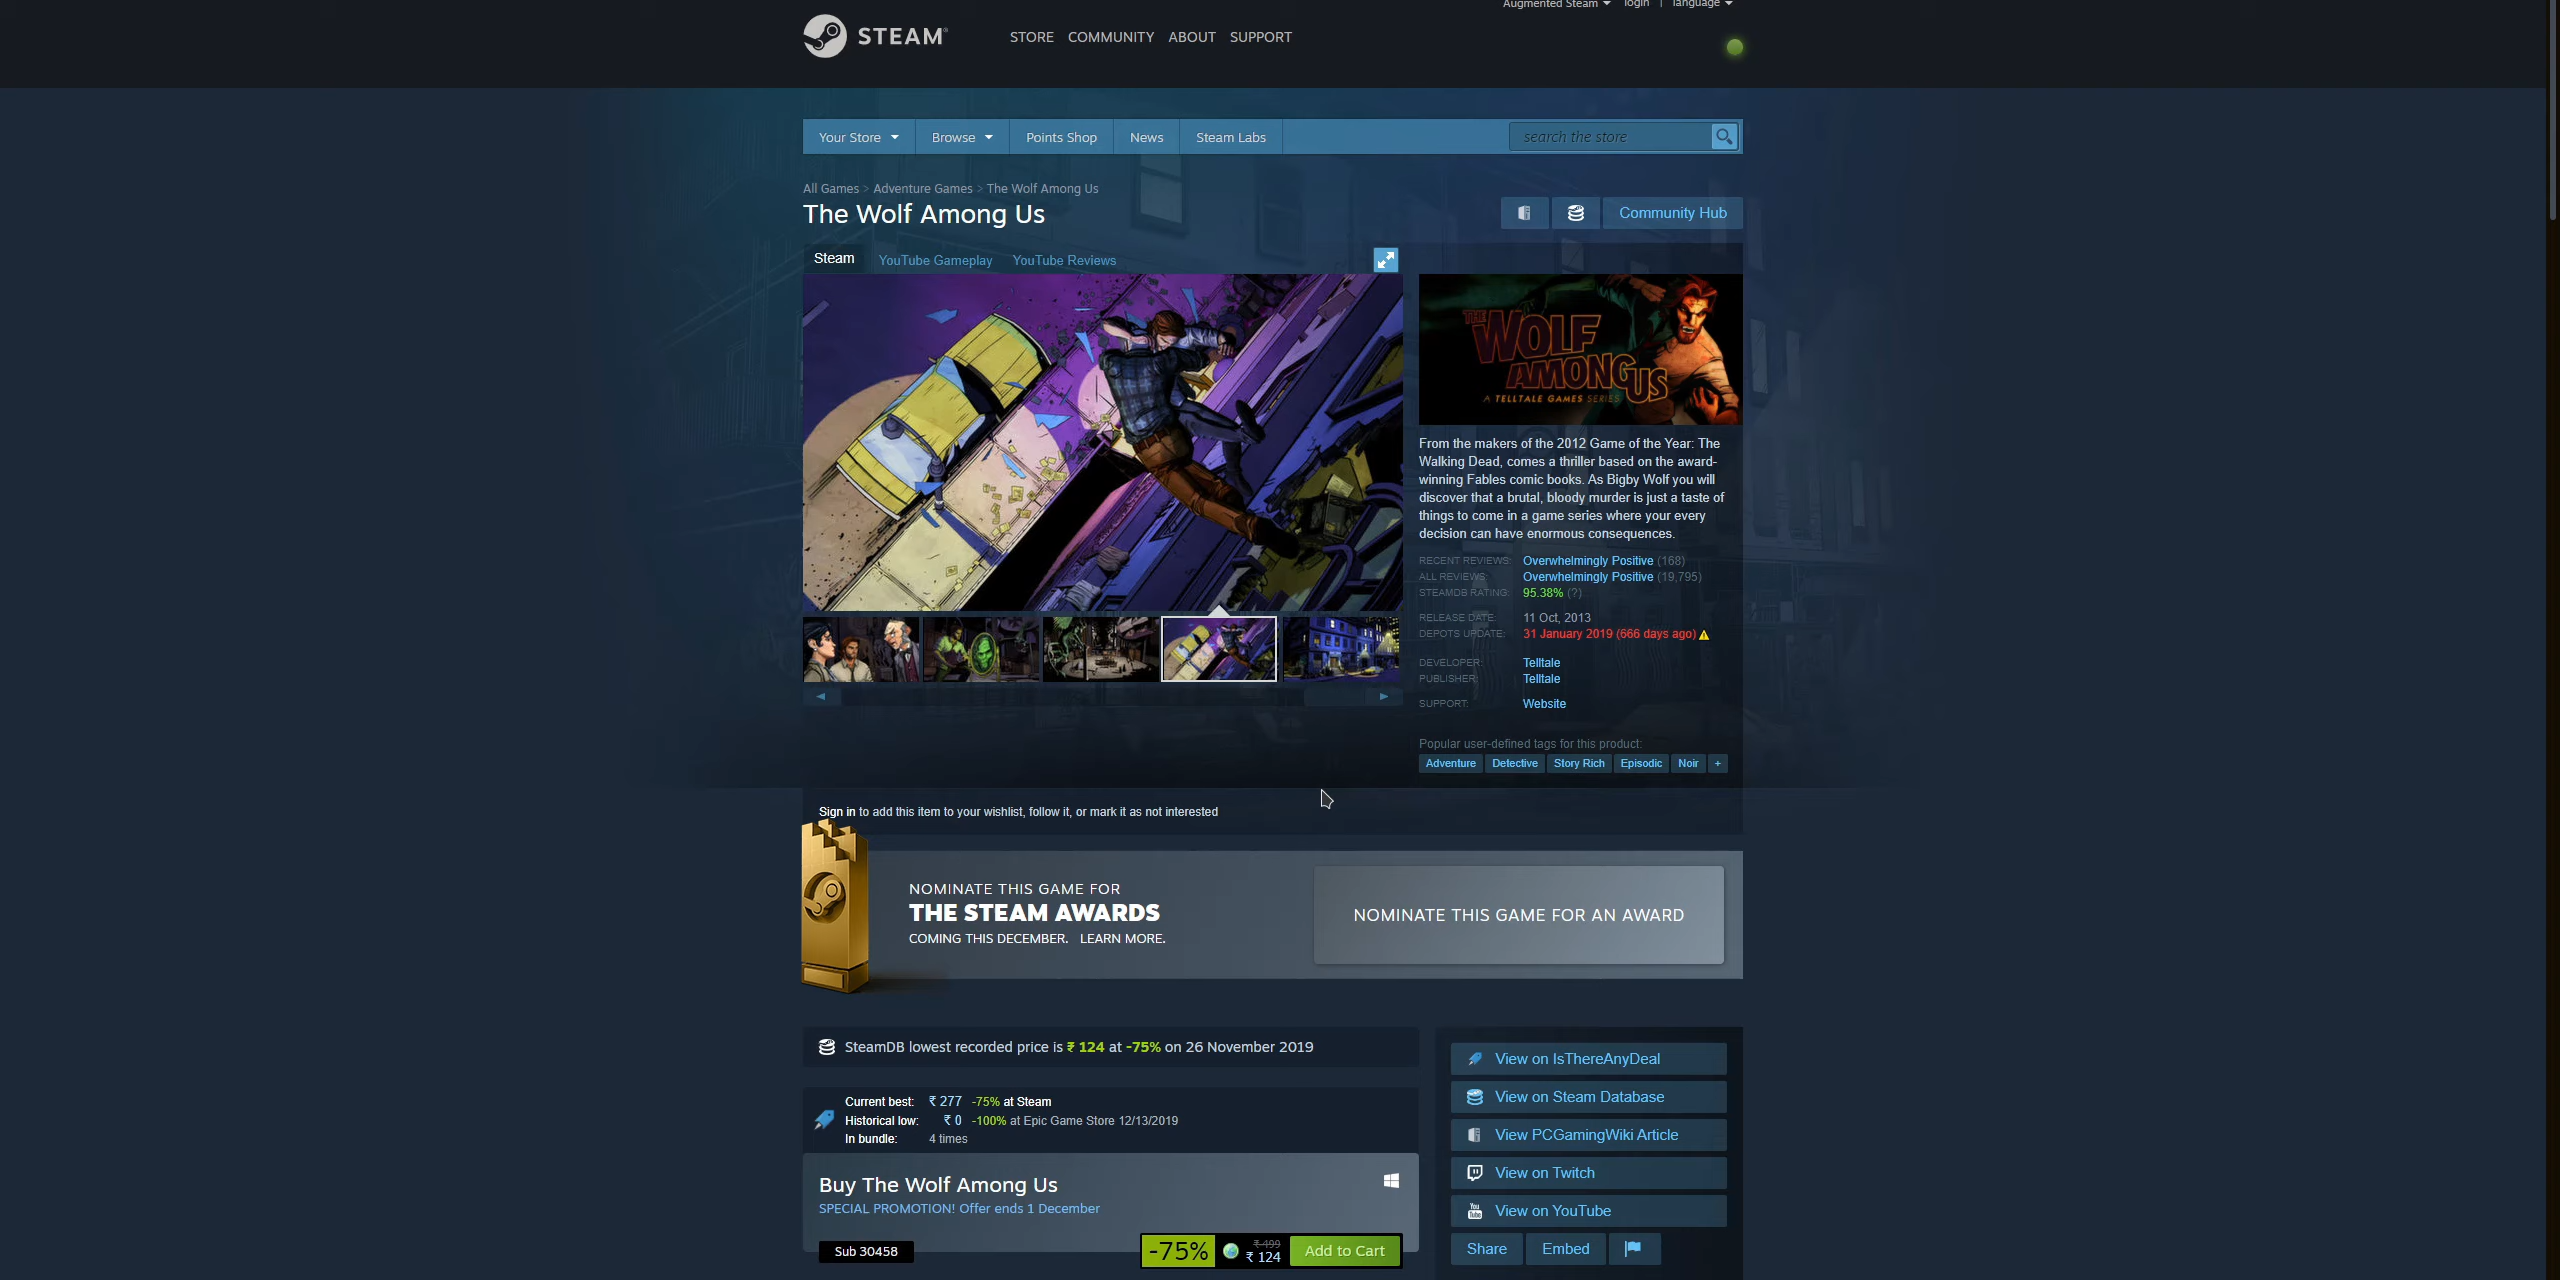 Augmented Steam
login | language
STEAM
STORE COMMUNITY ABOUT SUPPORT
Your Store Browse Points Shop News Steam Labs search the store
All Games > Adventure Games > The Wolf Among Us
The Wolf Among Us
Community Hub
Steam YouTube Gameplay YouTube Reviews
THE WOLF AMONG US
A TELLTALE GAMES SERIES
From the makers of the 2012 Game of the Year: The
Walking Dead, comes a thriller based on the award-
winning Fables comic books. As Bigby Wolf you will
discover that a brutal, bloody murder is just a taste of
things to come in a game series where your every
decision can have enormous consequences.
RECENT REVIEWS: Overwhelmingly Positive (168)
ALL REVIEWS: Overwhelmingly Positive (19,795)
STEAMDB RATING: 95.38% (?)
RELEASE DATE: 11 Oct, 2013
DEPOTS UPDATE: 31 January 2019 (666 days ago)
DEVELOPER: Telltale
PUBLISHER: Telltale
SUPPORT: Website
Popular user-defined tags for this product:
Adventure Detective Story Rich Episodic Noir +
Sign in to add this item to your wishlist, follow it, or mark it as not interested
NOMINATE THIS GAME FOR
THE STEAM AWARDS
COMING THIS DECEMBER. LEARN MORE.
NOMINATE THIS GAME FOR AN AWARD
SteamDB lowest recorded price is ₹ 124 at -75% on 26 November 2019
Current best: ₹ 277 -75% at Steam
Historical low: ₹ 0 -100% at Epic Game Store 12/13/2019
In bundle: 4 times
Buy The Wolf Among Us
SPECIAL PROMOTION! Offer ends 1 December
Sub 30458
-75% ₹ 499
₹ 124
Add to Cart
View on IsThereAnyDeal
View on Steam Database
View PCGamingWiki Article
View on Twitch
View on YouTube
Share Embed